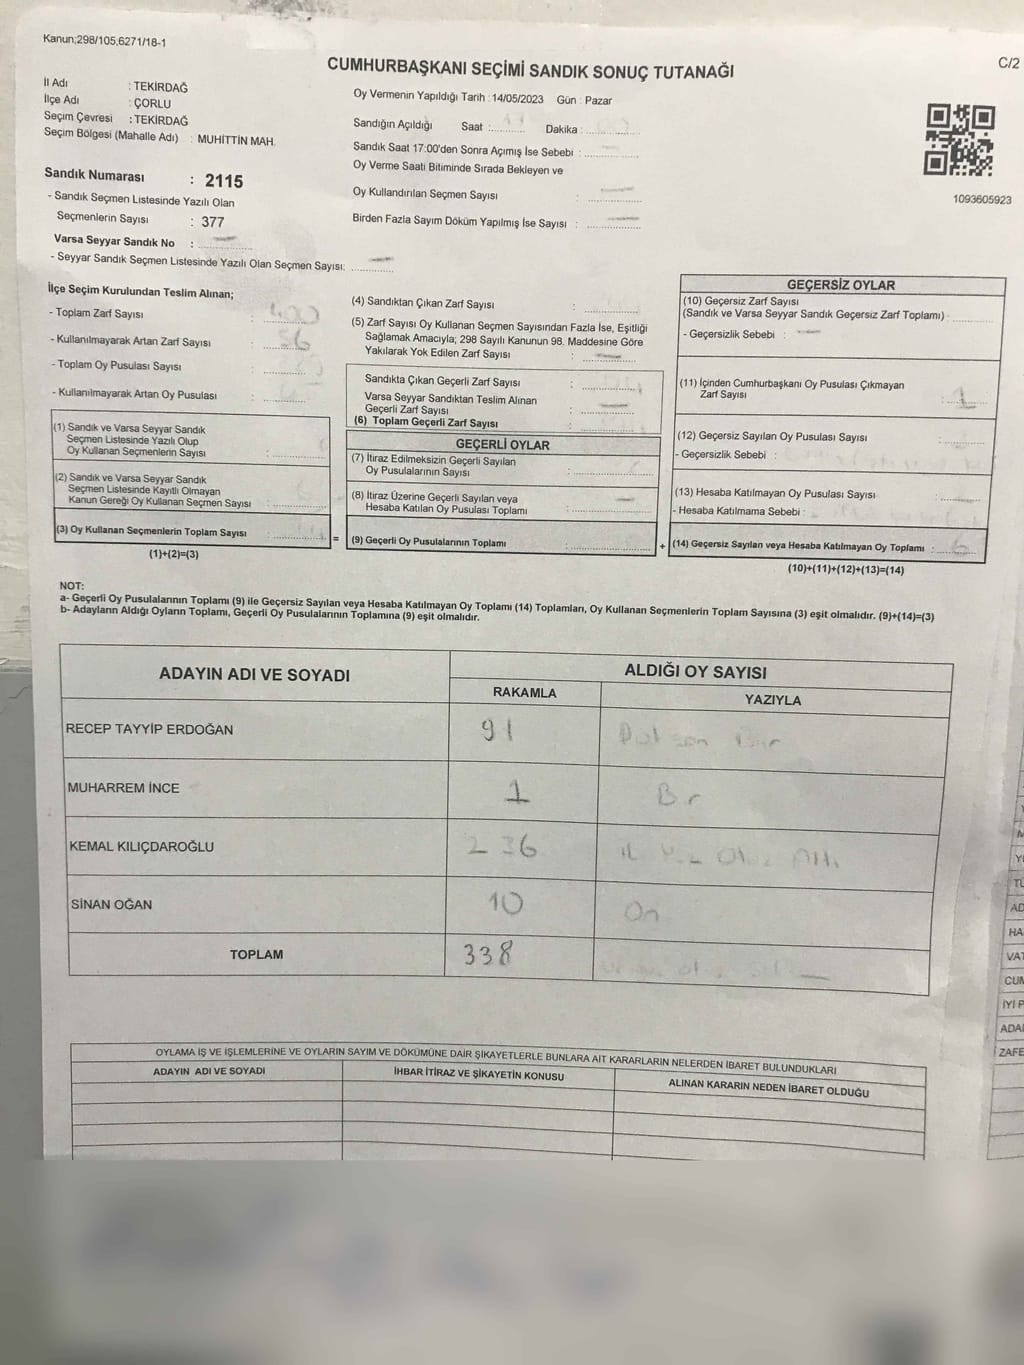 Kanun;298/105,6271/18-1
C/2
CUMHURBAŞKANI SEÇİMİ SANDIK SONUÇ TUTANAĞI
İl Adı : TEKİRDAĞ
İlçe Adı : ÇORLU
Seçim Çevresi : TEKİRDAĞ
Seçim Bölgesi (Mahalle Adı) : MUHİTTİN MAH.
Sandık Numarası : 2115
- Sandık Seçmen Listesinde Yazılı Olan
Seçmenlerin Sayısı : 377
Varsa Seyyar Sandık No :
- Seyyar Sandık Seçmen Listesinde Yazılı Olan Seçmen Sayısı:
Oy Vermenin Yapıldığı Tarih : 14/05/2023 Gün : Pazar
Sandığın Açıldığı Saat : Dakika :
Sandık Saat 17:00'den Sonra Açımış İse Sebebi :
Oy Verme Saati Bitiminde Sırada Bekleyen ve
Oy Kullandırılan Seçmen Sayısı :
Birden Fazla Sayım Döküm Yapılmış İse Sayısı :
1093605923
İlçe Seçim Kurulundan Teslim Alınan;
- Toplam Zarf Sayısı : 400
- Kullanılmayarak Artan Zarf Sayısı : 56
- Toplam Oy Pusulası Sayısı :
- Kullanılmayarak Artan Oy Pusulası :
(1) Sandık ve Varsa Seyyar Sandık
Seçmen Listesinde Yazılı Olup
Oy Kullanan Seçmenlerin Sayısı :
(2) Sandık ve Varsa Seyyar Sandık
Seçmen Listesinde Kayıtlı Olmayan
Kanun Gereği Oy Kullanan Seçmen Sayısı :
(3) Oy Kullanan Seçmenlerin Toplam Sayısı :
(1)+(2)=(3)
=
(4) Sandıktan Çıkan Zarf Sayısı :
(5) Zarf Sayısı Oy Kullanan Seçmen Sayısından Fazla İse, Eşitliği
Sağlamak Amacıyla; 298 Sayılı Kanunun 98. Maddesine Göre
Yakılarak Yok Edilen Zarf Sayısı :
Sandıkta Çıkan Geçerli Zarf Sayısı :
Varsa Seyyar Sandıktan Teslim Alınan
Geçerli Zarf Sayısı :
(6) Toplam Geçerli Zarf Sayısı :
GEÇERLİ OYLAR
(7) İtiraz Edilmeksizin Geçerli Sayılan
Oy Pusulalarının Sayısı :
(8) İtiraz Üzerine Geçerli Sayılan veya
Hesaba Katılan Oy Pusulası Toplamı :
(9) Geçerli Oy Pusulalarının Toplamı :
+
GEÇERSİZ OYLAR
(10) Geçersiz Zarf Sayısı
(Sandık ve Varsa Seyyar Sandık Geçersiz Zarf Toplamı) :
- Geçersizlik Sebebi :
(11) İçinden Cumhurbaşkanı Oy Pusulası Çıkmayan
Zarf Sayısı : 1
(12) Geçersiz Sayılan Oy Pusulası Sayısı :
- Geçersizlik Sebebi :
(13) Hesaba Katılmayan Oy Pusulası Sayısı :
- Hesaba Katılmama Sebebi :
(14) Geçersiz Sayılan veya Hesaba Katılmayan Oy Toplamı : 6
(10)+(11)+(12)+(13)=(14)
NOT:
a- Geçerli Oy Pusulalarının Toplamı (9) ile Geçersiz Sayılan veya Hesaba Katılmayan Oy Toplamı (14) Toplamları, Oy Kullanan Seçmenlerin Toplam Sayısına (3) eşit olmalıdır. (9)+(14)=(3)
b- Adayların Aldığı Oyların Toplamı, Geçerli Oy Pusulalarının Toplamına (9) eşit olmalıdır.
ADAYIN ADI VE SOYADI ALDIĞI OY SAYISI
RAKAMLA YAZIYLA
RECEP TAYYİP ERDOĞAN 91
MUHARREM İNCE 1 Bir
KEMAL KILIÇDAROĞLU 236
SİNAN OĞAN 10 On
TOPLAM 338
OYLAMA İŞ VE İŞLEMLERİNE VE OYLARIN SAYIM VE DÖKÜMÜNE DAİR ŞİKAYETLERLE BUNLARA AİT KARARLARIN NELERDEN İBARET BULUNDUKLARI
ADAYIN ADI VE SOYADI İHBAR İTİRAZ VE ŞİKAYETİN KONUSU ALINAN KARARIN NEDEN İBARET OLDUĞU
HA
VAT
CUM
İYİ P
ADA
ZAFE